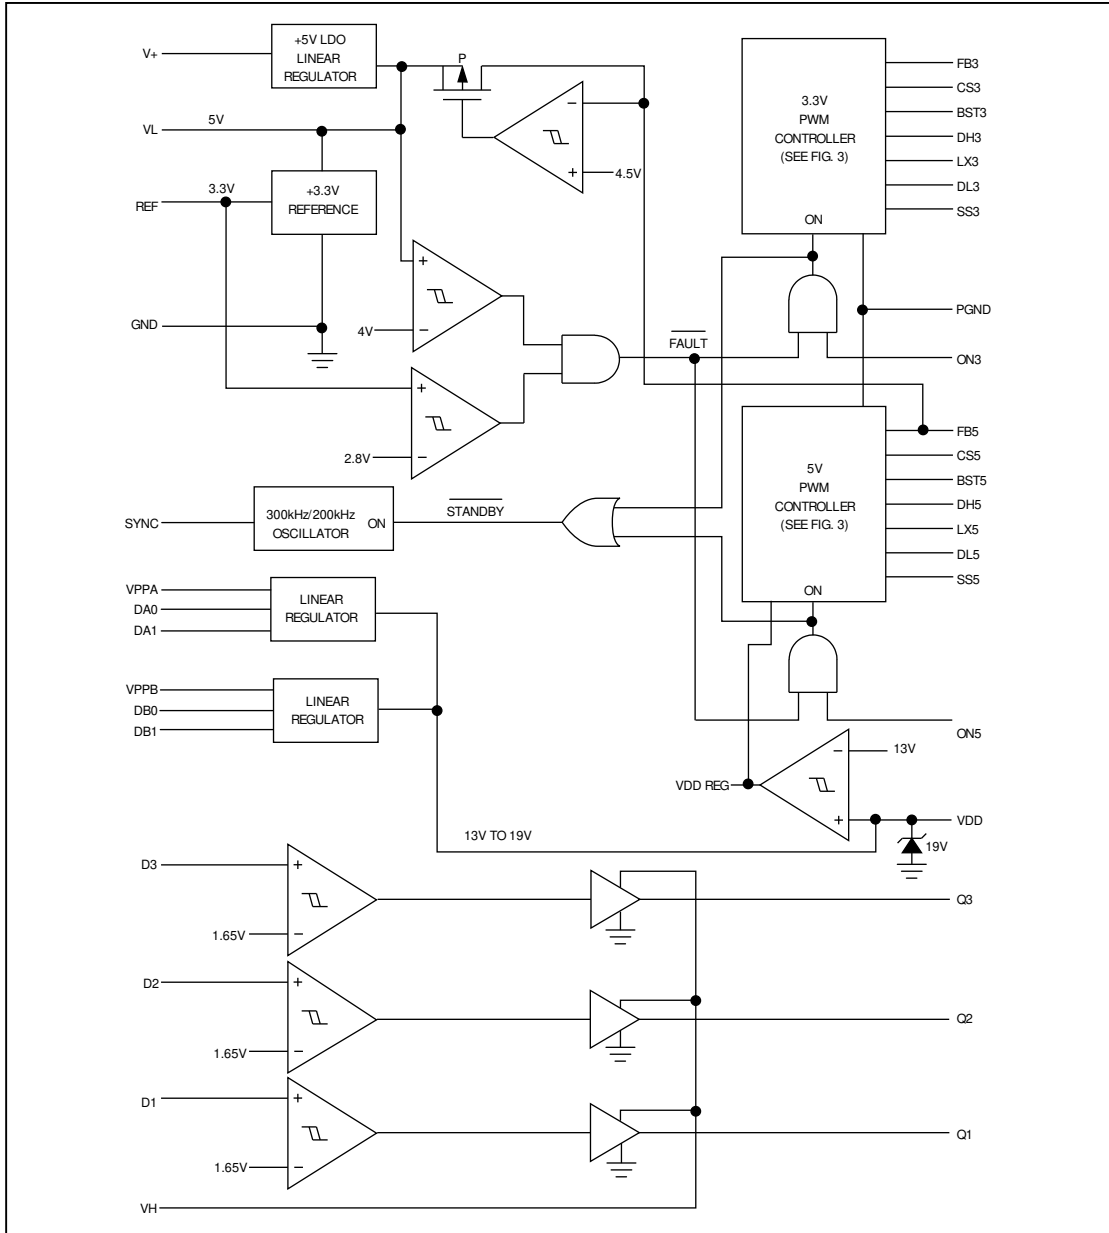 V+
+5V LDO
LINEAR
REGULATOR
P
VL
5V
–
+
4.5V
REF
3.3V
+3.3V
REFERENCE
GND
+
4V
–
+
2.8V
–
FAULT
3.3V
PWM
CONTROLLER
(SEE FIG. 3)
ON
FB3
CS3
BST3
DH3
LX3
DL3
SS3
PGND
ON3
5V
PWM
CONTROLLER
(SEE FIG. 3)
ON
FB5
CS5
BST5
DH5
LX5
DL5
SS5
ON5
SYNC
300kHz/200kHz
OSCILLATOR
ON
STANDBY
VPPA
DA0
DA1
LINEAR
REGULATOR
VPPB
DB0
DB1
LINEAR
REGULATOR
–
13V
VDD REG
+
VDD
19V
13V TO 19V
D3
+
1.65V
–
Q3
D2
+
1.65V
–
Q2
D1
+
1.65V
–
Q1
VH